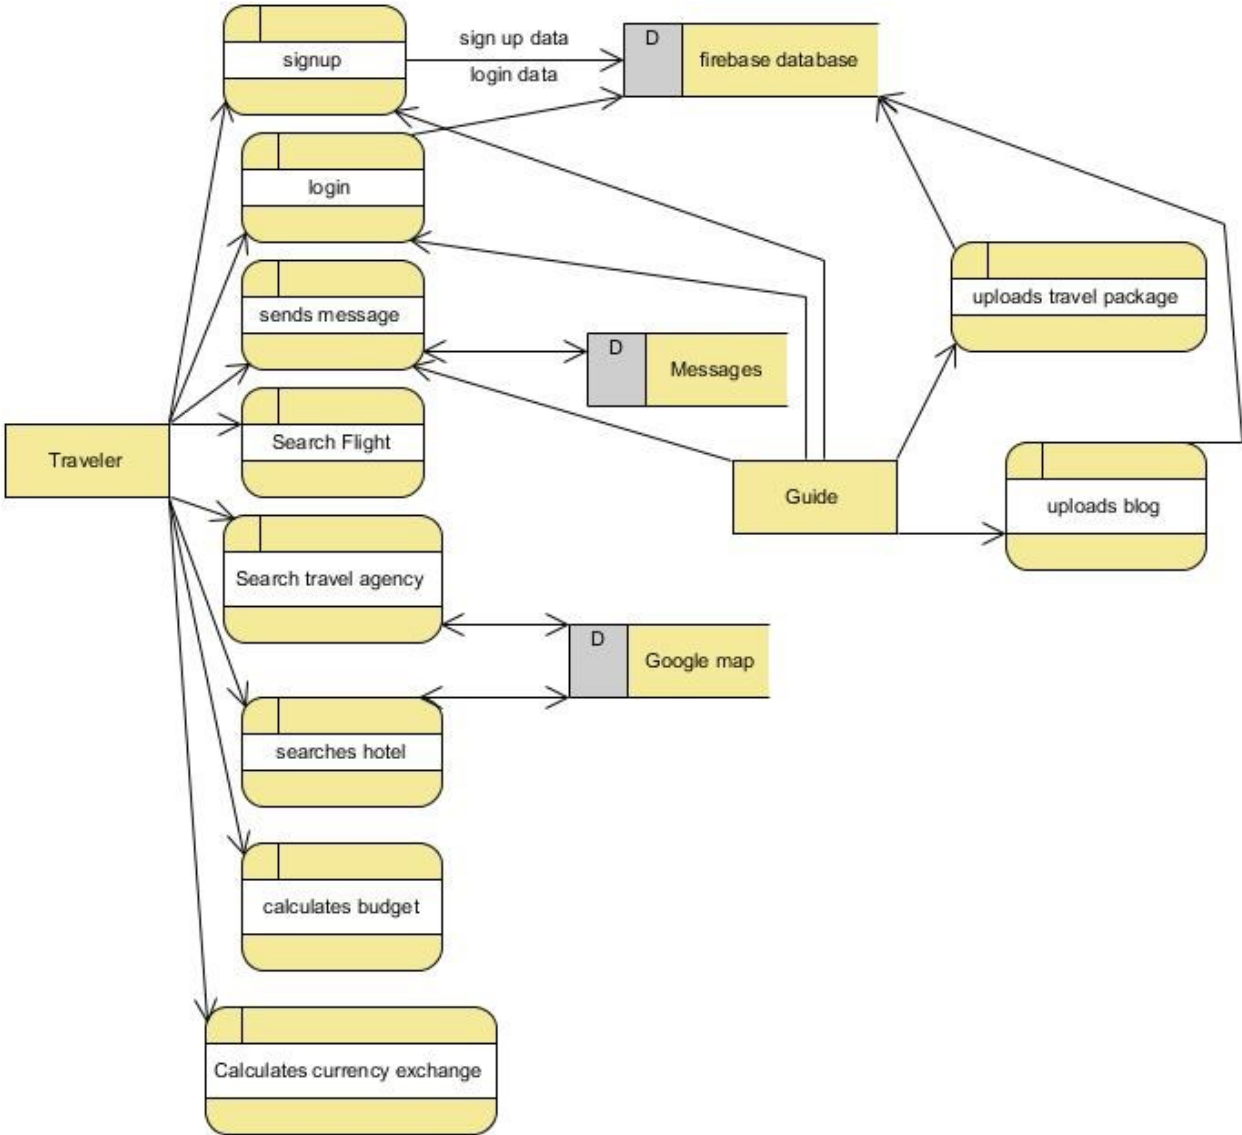 sign up data
D
signup
firebase database
login data
login
uploads travel package
sends message
D
Messages
Search Flight
Traveler
Guide
uploads blog
Search travel agency
D
Google map
searches hotel
calculates budget
Calculates currency exchange